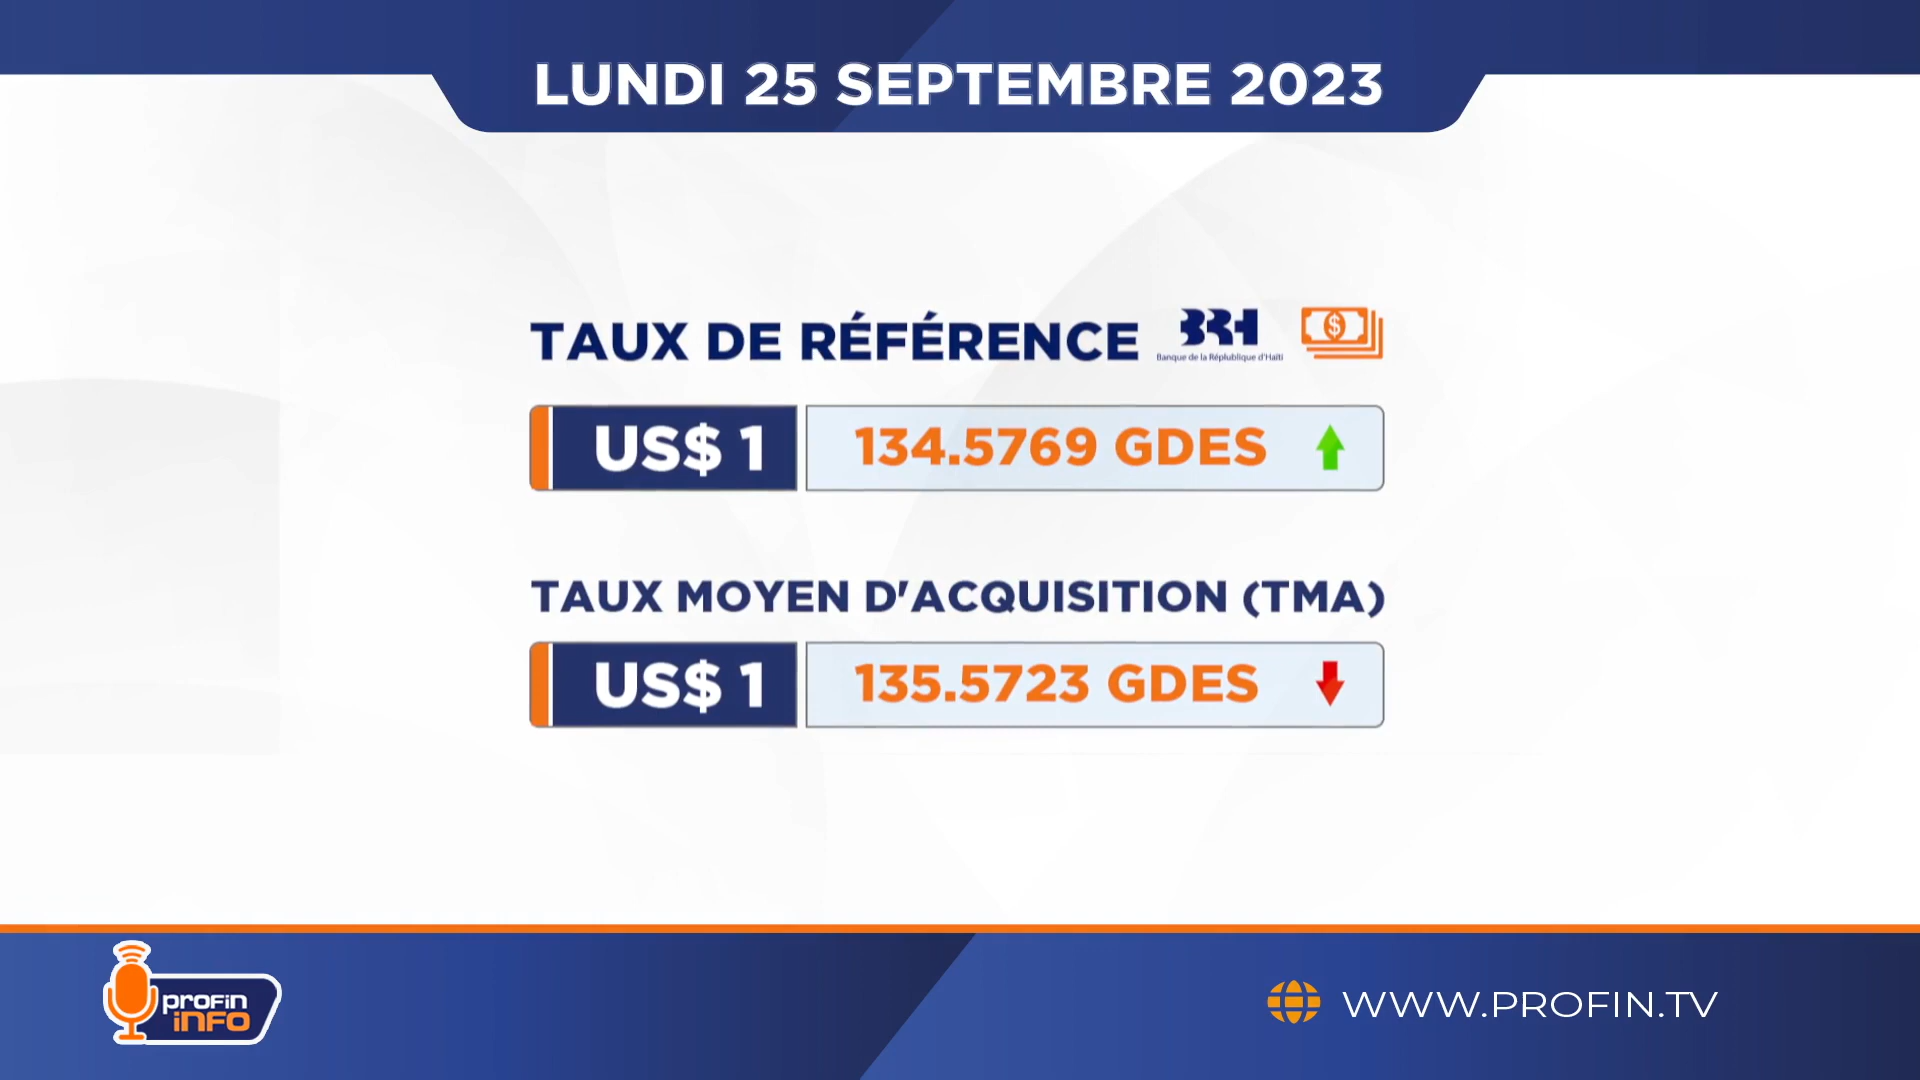 LUNDI 25 SEPTEMBRE 2023
TAUX DE RÉFÉRENCE
BRH
Banque de la Réplublique d'Haïti
$
US$ 1
134.5769 GDES
TAUX MOYEN D'ACQUISITION (TMA)
US$ 1
135.5723 GDES
profin
info
WWW.PROFIN.TV